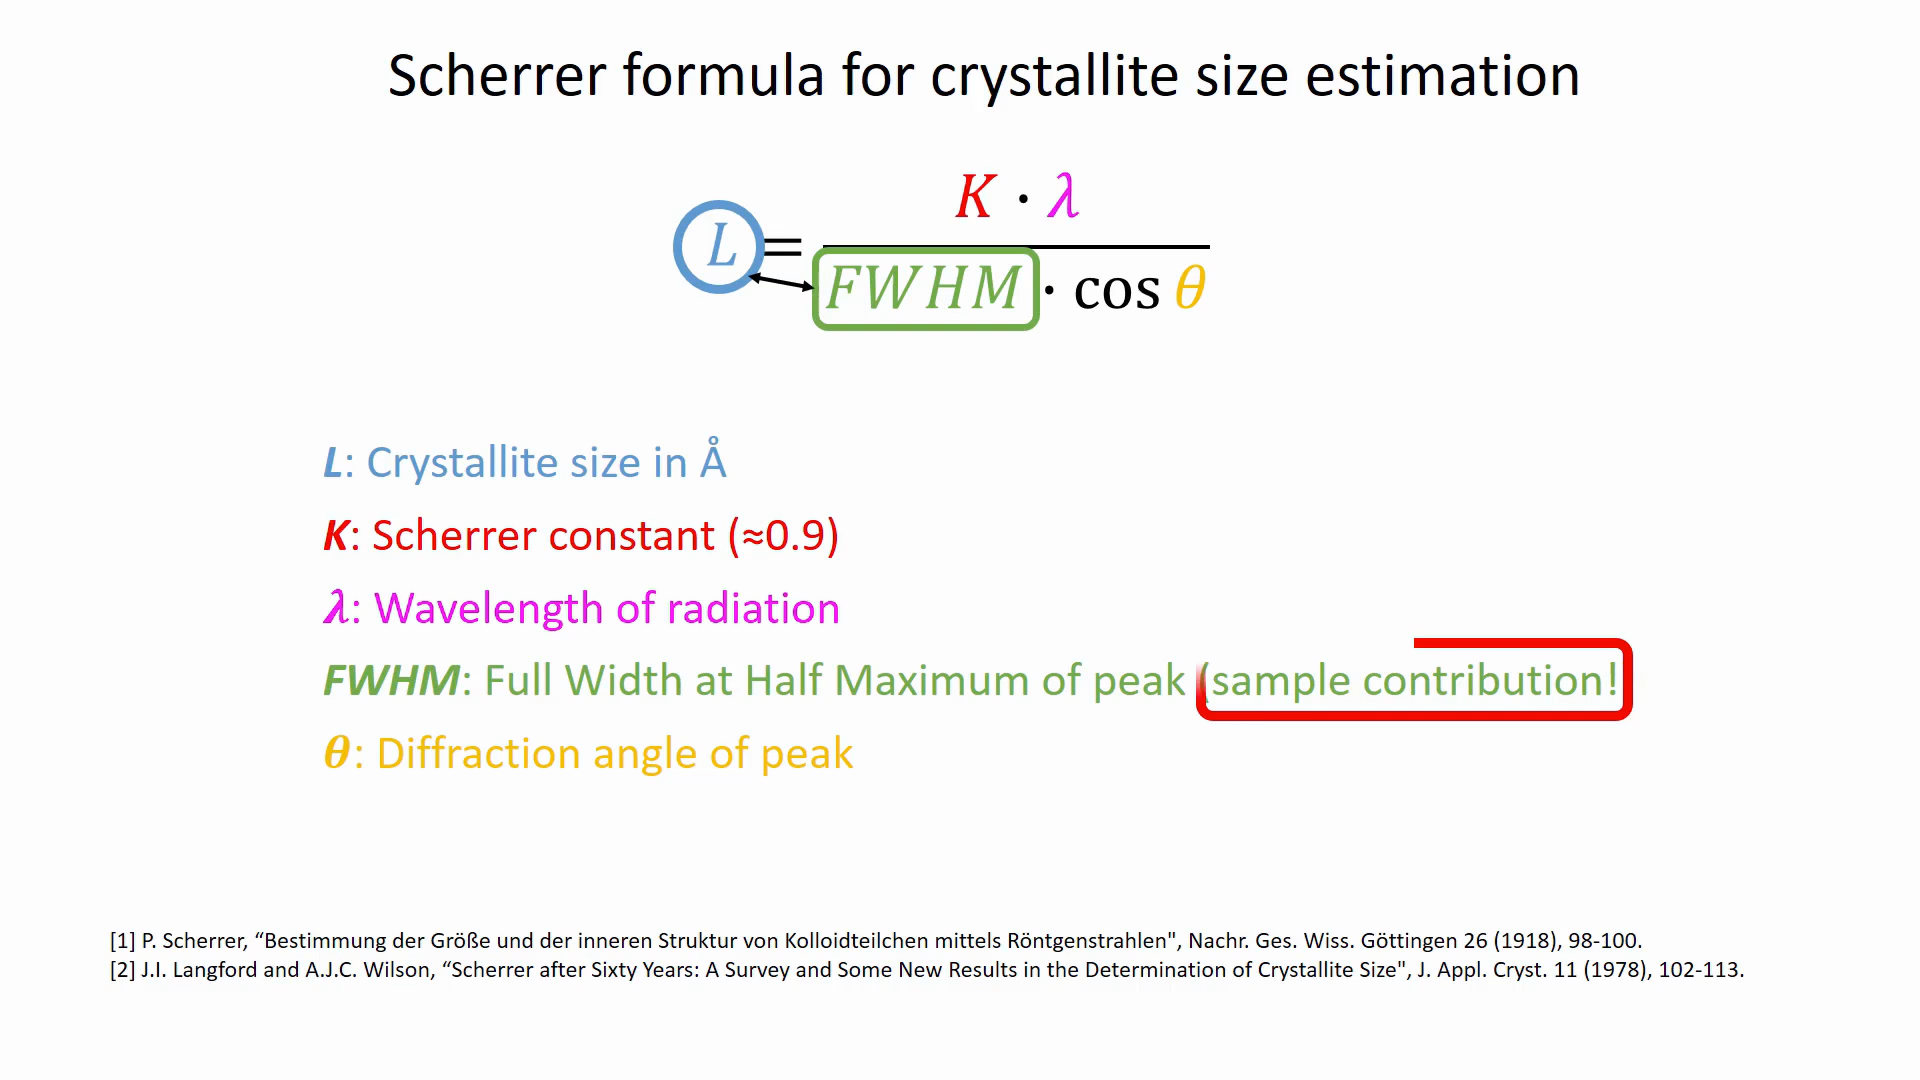 Scherrer formula for crystallite size estimation
L = K · λ
FWHM · cos θ
L: Crystallite size in Å
K: Scherrer constant (≈0.9)
λ: Wavelength of radiation
FWHM: Full Width at Half Maximum of peak (sample contribution!
θ: Diffraction angle of peak
[1] P. Scherrer, “Bestimmung der Größe und der inneren Struktur von Kolloidteilchen mittels Röntgenstrahlen", Nachr. Ges. Wiss. Göttingen 26 (1918), 98-100.
[2] J.I. Langford and A.J.C. Wilson, “Scherrer after Sixty Years: A Survey and Some New Results in the Determination of Crystallite Size", J. Appl. Cryst. 11 (1978), 102-113.